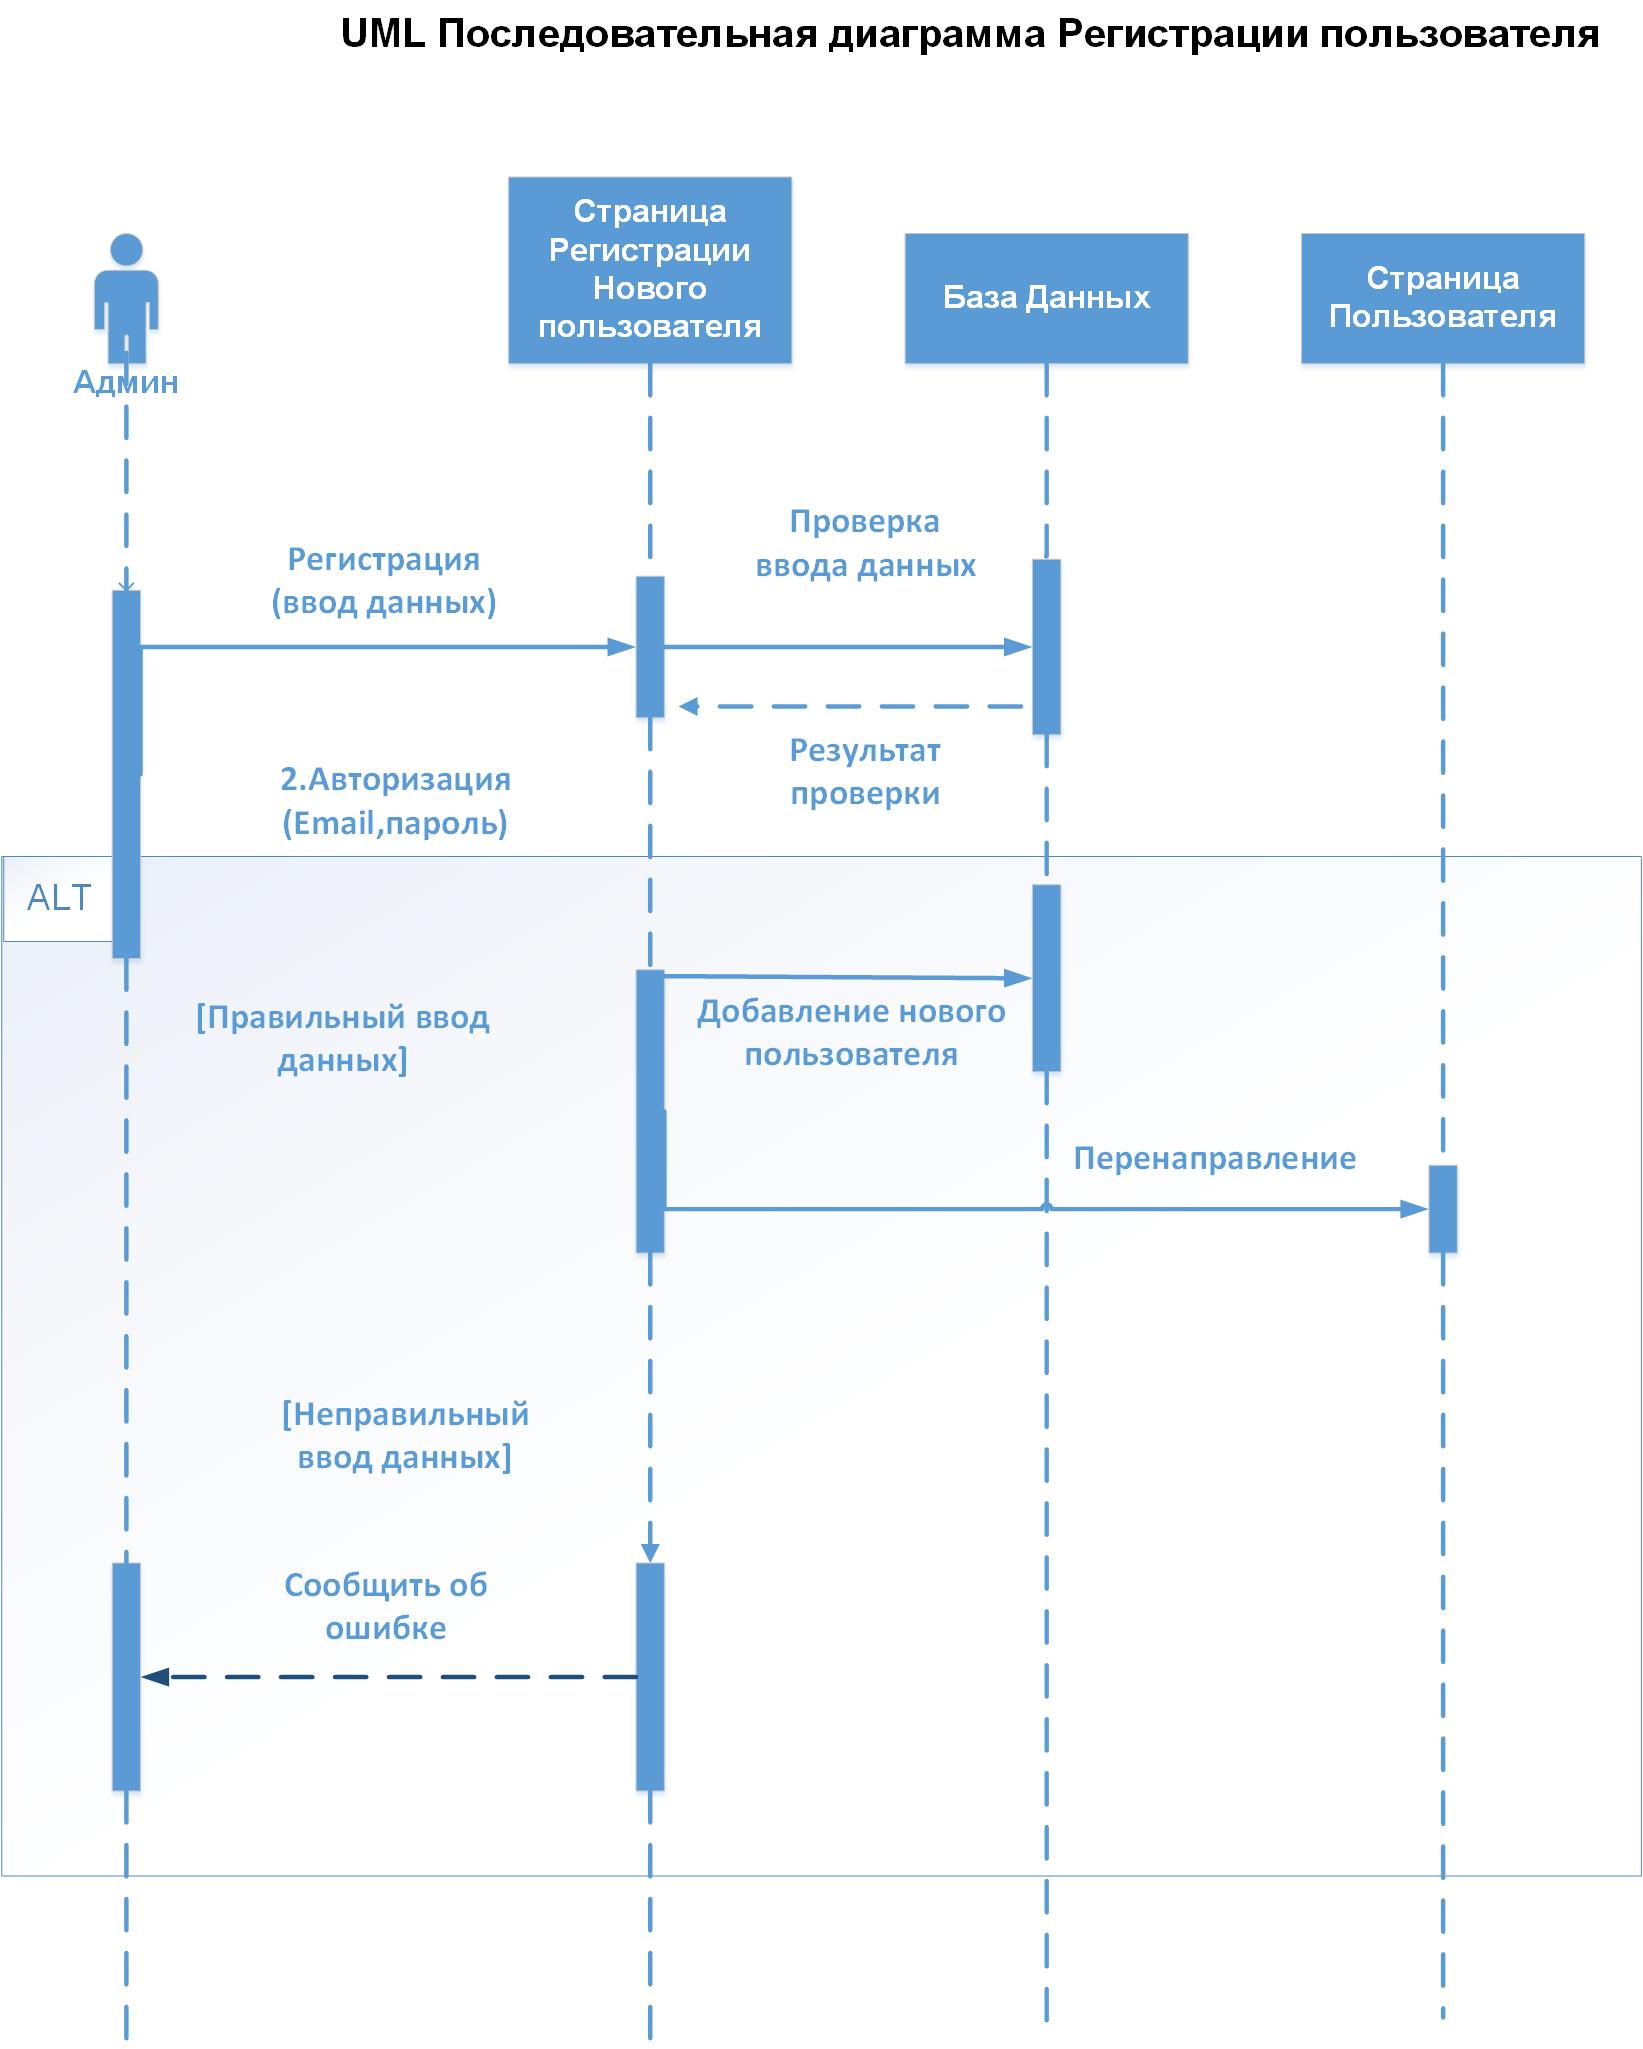 UML Последовательная диаграмма Регистрации пользователя
Страница
Регистрации
Нового
пользователя
База Данных
Страница
Пользователя
Админ
Проверка
ввода данных
Регистрация
(ввод данных)
Результат
проверки
2.Авторизация
(Email,пароль)
ALT
[Правильный ввод
данных]
Добавление нового
пользователя
Перенаправление
[Неправильный
ввод данных]
Сообщить об
ошибке